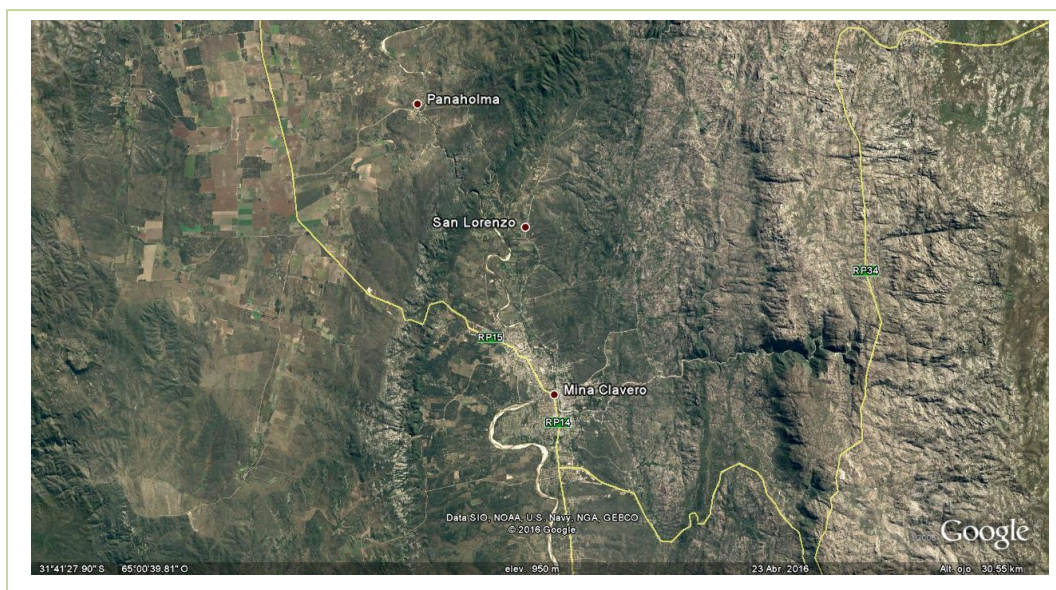 Panaholma
San Lorenzo
RP34
RP15
Mina Clavero
RP14
Data SIO, NOAA, U.S. Navy, NGA, GEBCO
© 2016 Google
Google
31°41'27.90" S 65°00'39.81" O elev. 950 m 23 Abr. 2016 Alt. ojo 30.55 km